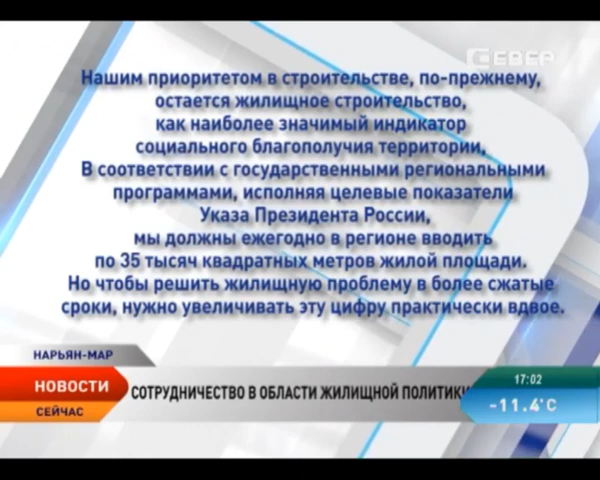 СЕВЕР
Нашим приоритетом в строительстве, по-прежнему,
остается жилищное строительство,
как наиболее значимый индикатор
социального благополучия территории.
В соответствии с государственными региональными
программами, исполняя целевые показатели
Указа Президента России,
мы должны ежегодно в регионе вводить
по 35 тысяч квадратных метров жилой площади.
Но чтобы решить жилищную проблему в более сжатые
сроки, нужно увеличивать эту цифру практически вдвое.
НАРЬЯН-МАР
НОВОСТИ
СЕЙЧАС
СОТРУДНИЧЕСТВО В ОБЛАСТИ ЖИЛИЩНОЙ ПОЛИТИКИ
17:02
-11.4°C